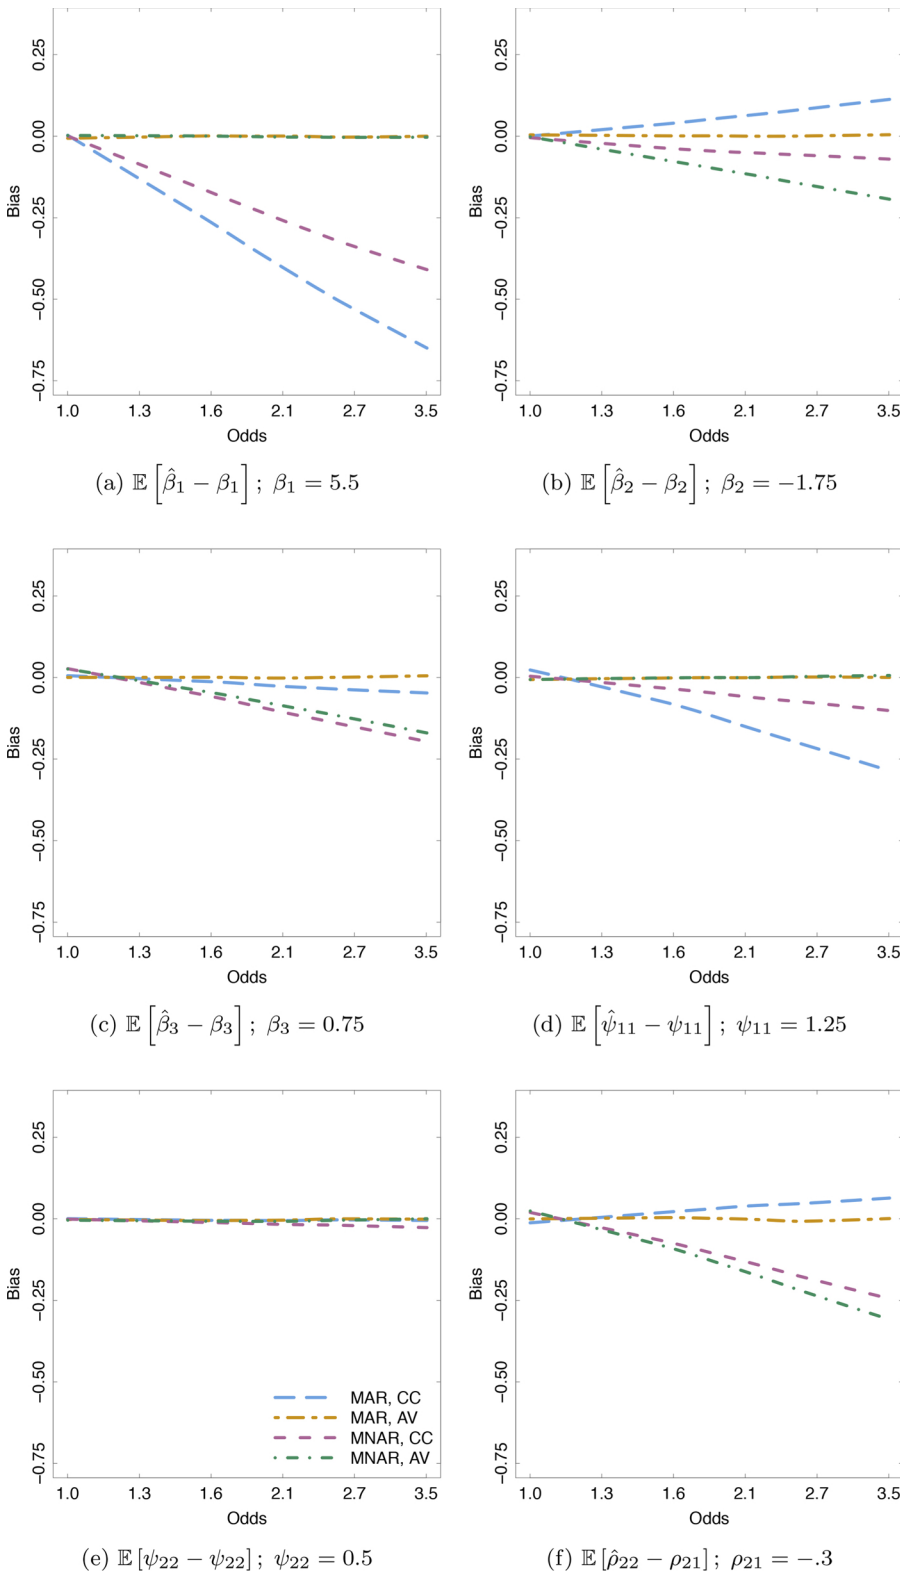 0.25
0.00
−0.25
−0.50
−0.75
Bias
1.0 1.3 1.6 2.1 2.7 3.5
Odds
(a) 𝔼[β̂₁ − β₁]; β₁ = 5.5
0.25
0.00
−0.25
−0.50
−0.75
Bias
1.0 1.3 1.6 2.1 2.7 3.5
Odds
(b) 𝔼[β̂₂ − β₂]; β₂ = −1.75
0.25
0.00
−0.25
−0.50
−0.75
Bias
1.0 1.3 1.6 2.1 2.7 3.5
Odds
(c) 𝔼[β̂₃ − β₃]; β₃ = 0.75
0.25
0.00
−0.25
−0.50
−0.75
Bias
1.0 1.3 1.6 2.1 2.7 3.5
Odds
(d) 𝔼[ψ̂₁₁ − ψ₁₁]; ψ₁₁ = 1.25
0.25
0.00
−0.25
−0.50
−0.75
Bias
MAR, CC
MAR, AV
MNAR, CC
MNAR, AV
1.0 1.3 1.6 2.1 2.7 3.5
Odds
(e) 𝔼[ψ₂₂ − ψ₂₂]; ψ₂₂ = 0.5
0.25
0.00
−0.25
−0.50
−0.75
Bias
1.0 1.3 1.6 2.1 2.7 3.5
Odds
(f) 𝔼[ρ̂₂₂ − ρ₂₁]; ρ₂₁ = −.3